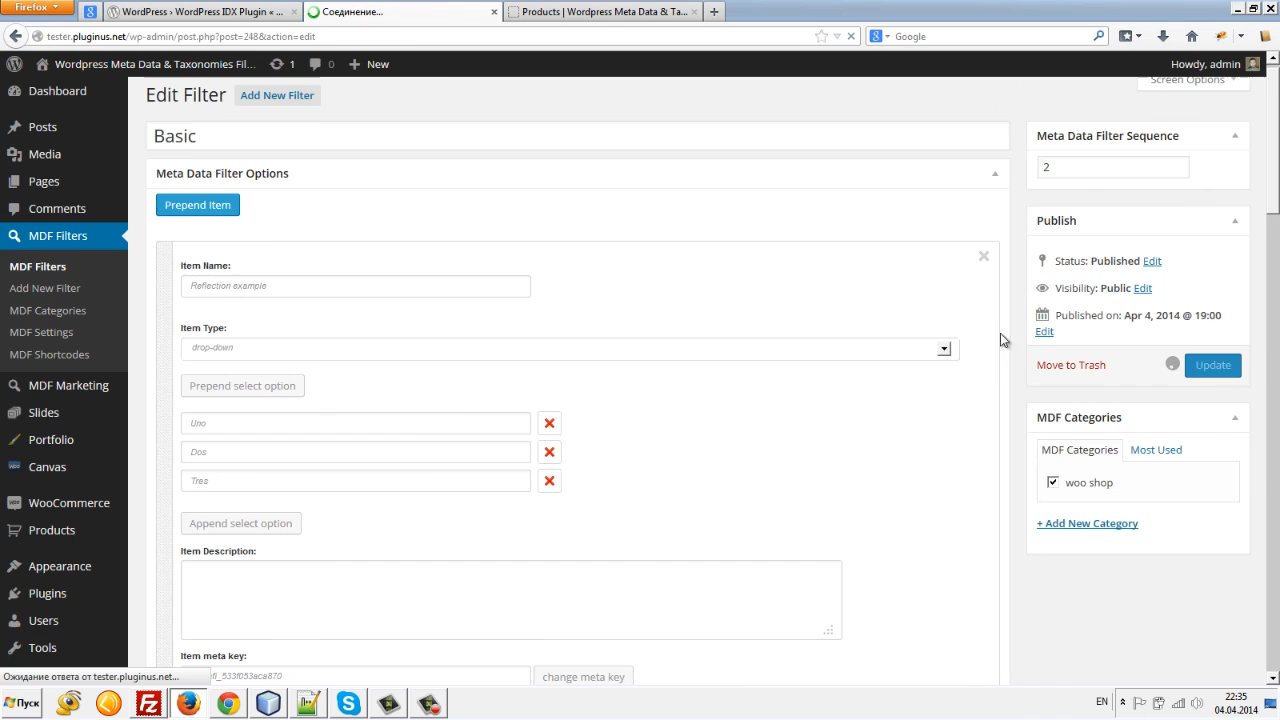 Firefox
WordPress › WordPress IDX Plugin « ...
Соединение...
Products | Wordpress Meta Data & Ta...
tester.pluginus.net/wp-admin/post.php?post=248&action=edit
Google
Wordpress Meta Data & Taxonomies Fil...
1
0
New
Howdy, admin
Screen Options
Dashboard
Posts
Media
Pages
Comments
MDF Filters
MDF Filters
Add New Filter
MDF Categories
MDF Settings
MDF Shortcodes
MDF Marketing
Slides
Portfolio
Canvas
WooCommerce
Products
Appearance
Plugins
Users
Tools
Edit Filter
Add New Filter
Basic
Meta Data Filter Options
Prepend Item
Item Name:
Reflection example
Item Type:
drop-down
Prepend select option
Uno
Dos
Tres
Append select option
Item Description:
Item meta key:
change meta key
Meta Data Filter Sequence
2
Publish
Status: Published Edit
Visibility: Public Edit
Published on: Apr 4, 2014 @ 19:00
Edit
Move to Trash
Update
MDF Categories
MDF Categories
Most Used
woo shop
+ Add New Category
Ожидание ответа от tester.pluginus.net...
Пуск
EN
22:35
04.04.2014